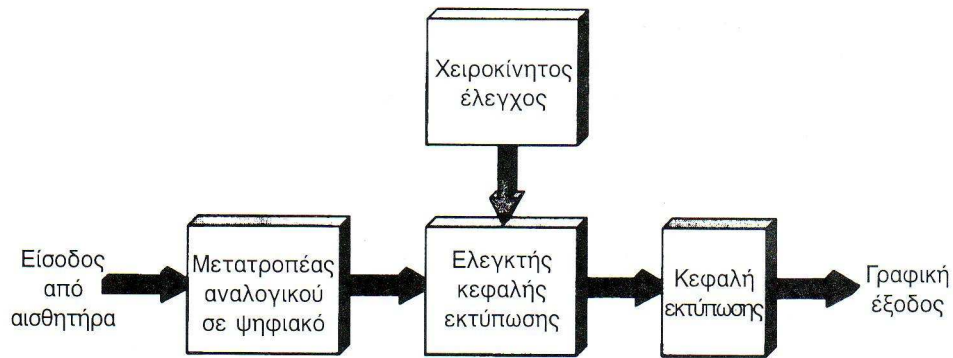 Χειροκίνητος
έλεγχος
Είσοδος
από
αισθητήρα
Μετατροπέας
αναλογικού
σε ψηφιακό
Ελεγκτής
κεφαλής
εκτύπωσης
Κεφαλή
εκτύπωσης
Γραφική
έξοδος